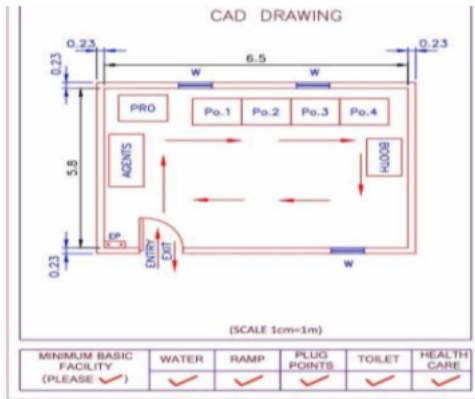 CAD DRAWING
0.23
0.23
6.5
0.23
W
W
PRO
Po.1
Po.2
Po.3
Po.4
AGENTS
BOOTH
5.8
EP
ENTRY
EXIT
0.23
W
(SCALE 1cm=1m)
MINIMUM BASIC
FACILITY
(PLEASE ✓)
WATER
RAMP
PLUG
POINTS
TOILET
HEALTH
CARE
✓ ✓ ✓ ✓ ✓